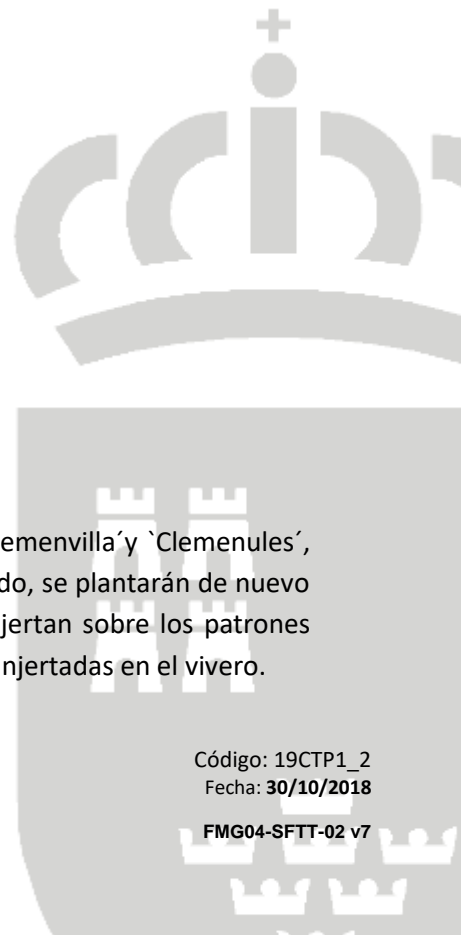 emenvilla´y `Clemenules´,
do, se plantarán de nuevo
jertan sobre los patrones
njertadas en el vivero.
Código: 19CTP1_2
Fecha: 30/10/2018
FMG04-SFTT-02 v7